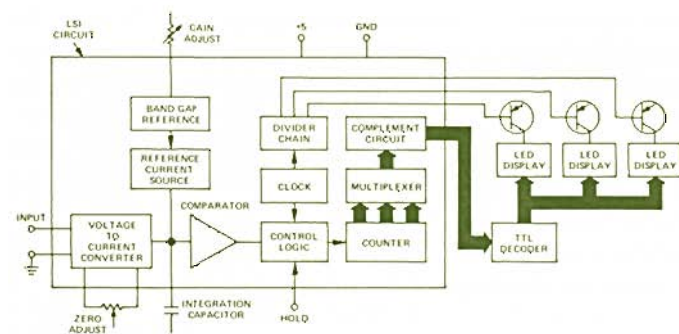 LSI
CIRCUIT
GAIN
ADJUST
+5
GND
BAND GAP
REFERENCE
DIVIDER
CHAIN
COMPLEMENT
CIRCUIT
LED
DISPLAY
LED
DISPLAY
LED
DISPLAY
REFERENCE
CURRENT
SOURCE
CLOCK
MULTIPLEXER
COMPARATOR
INPUT
VOLTAGE
TO
CURRENT
CONVERTER
CONTROL
LOGIC
COUNTER
TTL
DECODER
ZERO
ADJUST
INTEGRATION
CAPACITOR
HOLD